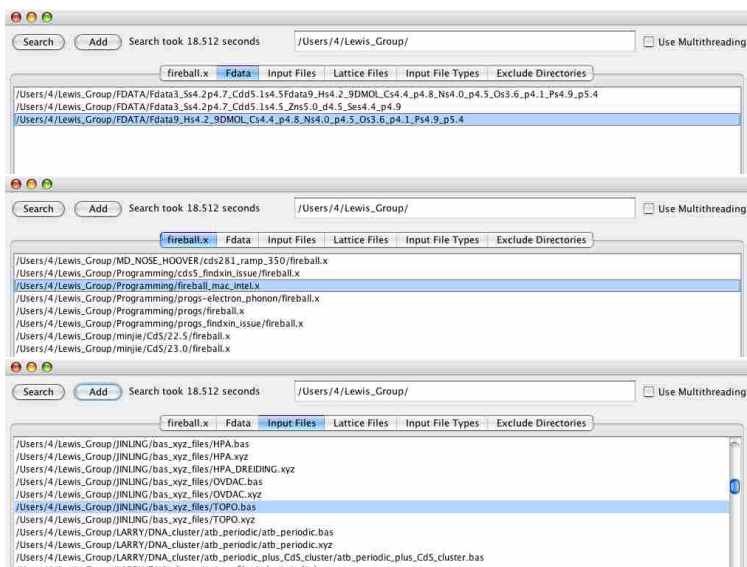 Search Add Search took 18.512 seconds /Users/4/Lewis_Group/ Use Multithreading
fireball.x Fdata Input Files Lattice Files Input File Types Exclude Directories
/Users/4/Lewis_Group/FDATA/Fdata3_Ss4.2p4.7_Cdd5.1s4.5Fdata9_Hs4.2_9DMOL_Cs4.4_p4.8_Ns4.0_p4.5_Os3.6_p4.1_Ps4.9_p5.4
/Users/4/Lewis_Group/FDATA/Fdata3_Ss4.2p4.7_Cdd5.1s4.5_Zns5.0_d4.5_Ses4.4_p4.9
/Users/4/Lewis_Group/FDATA/Fdata9_Hs4.2_9DMOL_Cs4.4_p4.8_Ns4.0_p4.5_Os3.6_p4.1_Ps4.9_p5.4
Search Add Search took 18.512 seconds /Users/4/Lewis_Group/ Use Multithreading
fireball.x Fdata Input Files Lattice Files Input File Types Exclude Directories
/Users/4/Lewis_Group/MD_NOSE_HOOVER/cds281_ramp_350/fireball.x
/Users/4/Lewis_Group/Programming/cds5_findxin_issue/fireball.x
/Users/4/Lewis_Group/Programming/fireball_mac_intel.x
/Users/4/Lewis_Group/Programming/progs-electron_phonon/fireball.x
/Users/4/Lewis_Group/Programming/progs/fireball.x
/Users/4/Lewis_Group/Programming/progs_findxin_issue/fireball.x
/Users/4/Lewis_Group/minjie/CdS/22.5/fireball.x
/Users/4/Lewis_Group/minjie/CdS/23.0/fireball.x
Search Add Search took 18.512 seconds /Users/4/Lewis_Group/ Use Multithreading
fireball.x Fdata Input Files Lattice Files Input File Types Exclude Directories
/Users/4/Lewis_Group/JINLING/bas_xyz_files/HPA.bas
/Users/4/Lewis_Group/JINLING/bas_xyz_files/HPA.xyz
/Users/4/Lewis_Group/JINLING/bas_xyz_files/HPA_DREIDING.xyz
/Users/4/Lewis_Group/JINLING/bas_xyz_files/OVDAC.bas
/Users/4/Lewis_Group/JINLING/bas_xyz_files/OVDAC.xyz
/Users/4/Lewis_Group/JINLING/bas_xyz_files/TOPO.bas
/Users/4/Lewis_Group/JINLING/bas_xyz_files/TOPO.xyz
/Users/4/Lewis_Group/LARRY/DNA_cluster/atb_periodic/atb_periodic.bas
/Users/4/Lewis_Group/LARRY/DNA_cluster/atb_periodic/atb_periodic.xyz
/Users/4/Lewis_Group/LARRY/DNA_cluster/atb_periodic_plus_CdS_cluster/atb_periodic_plus_CdS_cluster.bas